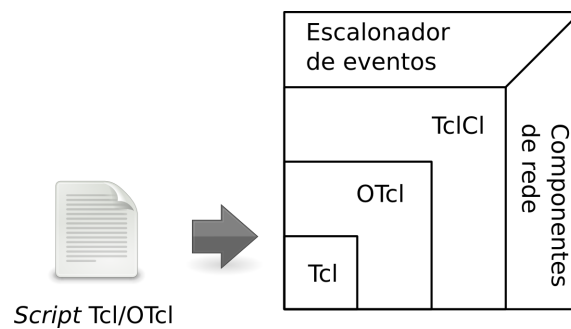 Escalonador
de eventos
TclCl
Componentes
de rede
OTcl
Tcl
Script Tcl/OTcl